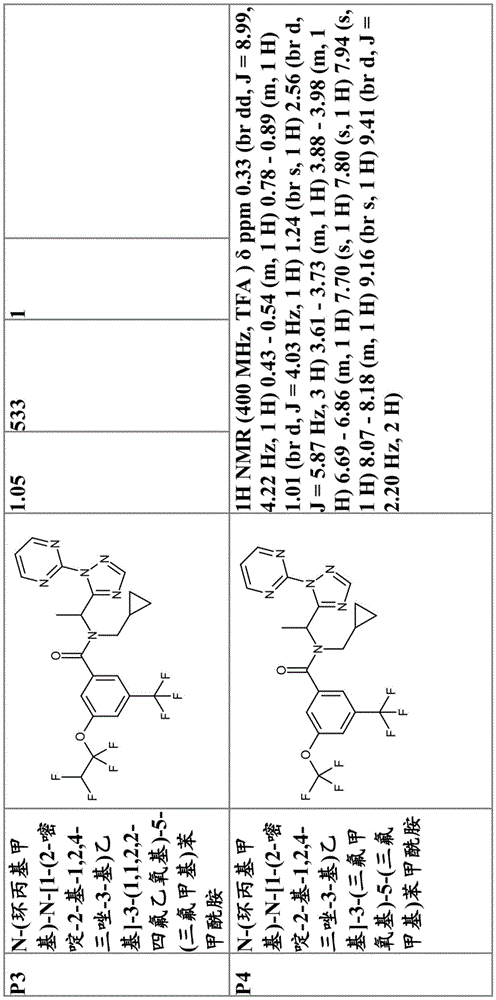 P3
N-(环丙基甲
基)-N-[1-(2-嘧
啶-2-基-1,2,4-
三唑-3-基)乙
基]-3-(1,1,2,2-
四氟乙氧基)-5-
(三氟甲基)苯
甲酰胺
1.05
533
1
P4
N-(环丙基甲
基)-N-[1-(2-嘧
啶-2-基-1,2,4-
三唑-3-基)乙
基]-3-(三氟甲
氧基)-5-(三氟
甲基)苯甲酰胺
1H NMR (400 MHz, TFA ) δ ppm 0.33 (br dd, J = 8.99,
4.22 Hz, 1 H) 0.43 - 0.54 (m, 1 H) 0.78 - 0.89 (m, 1 H)
1.01 (br d, J = 4.03 Hz, 1 H) 1.24 (br s, 1 H) 2.56 (br d,
J = 5.87 Hz, 3 H) 3.61 - 3.73 (m, 1 H) 3.88 - 3.98 (m, 1
H) 6.69 - 6.86 (m, 1 H) 7.70 (s, 1 H) 7.80 (s, 1 H) 7.94 (s,
1 H) 8.07 - 8.18 (m, 1 H) 9.16 (br s, 1 H) 9.41 (br d, J =
2.20 Hz, 2 H)